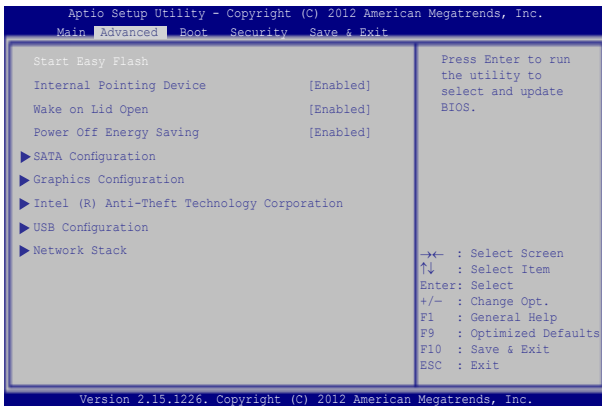 Aptio Setup Utility - Copyright (C) 2012 American Megatrends, Inc.
Main Advanced Boot Security Save & Exit
Start Easy Flash
Internal Pointing Device [Enabled]
Wake on Lid Open [Enabled]
Power Off Energy Saving [Enabled]
SATA Configuration
Graphics Configuration
Intel (R) Anti-Theft Technology Corporation
USB Configuration
Network Stack
Press Enter to run
the utility to
select and update
BIOS.
→← : Select Screen
↑↓ : Select Item
Enter: Select
+/— : Change Opt.
F1 : General Help
F9 : Optimized Defaults
F10 : Save & Exit
ESC : Exit
Version 2.15.1226. Copyright (C) 2012 American Megatrends, Inc.